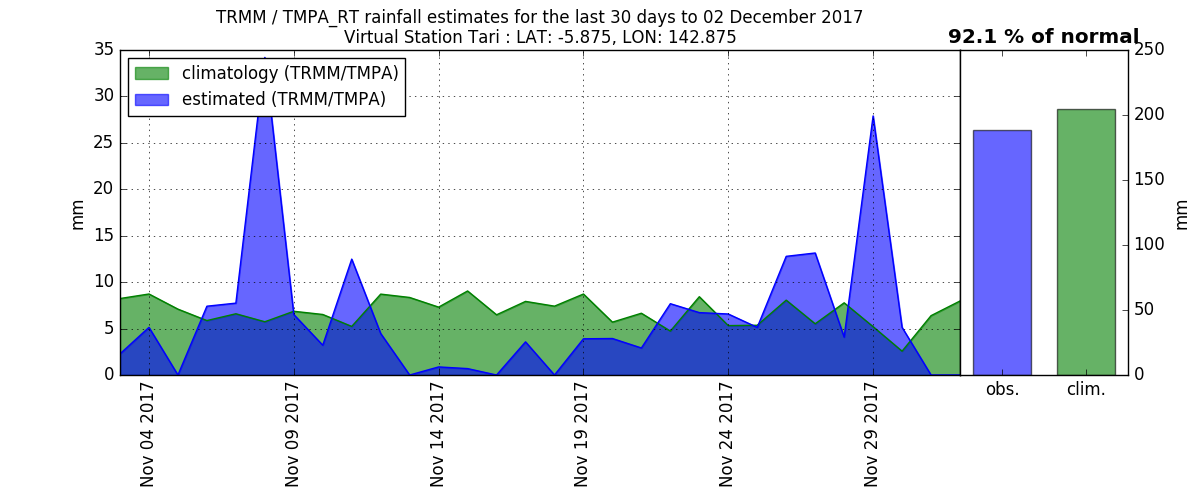 TRMM / TMPA_RT rainfall estimates for the last 30 days to 02 December 2017
Virtual Station Tari : LAT: -5.875, LON: 142.875
92.1 % of normal
climatology (TRMM/TMPA)
estimated (TRMM/TMPA)
mm
35
30
25
20
15
10
5
0
Nov 04 2017
Nov 09 2017
Nov 14 2017
Nov 19 2017
Nov 24 2017
Nov 29 2017
obs.
clim.
250
200
150
100
50
0
mm